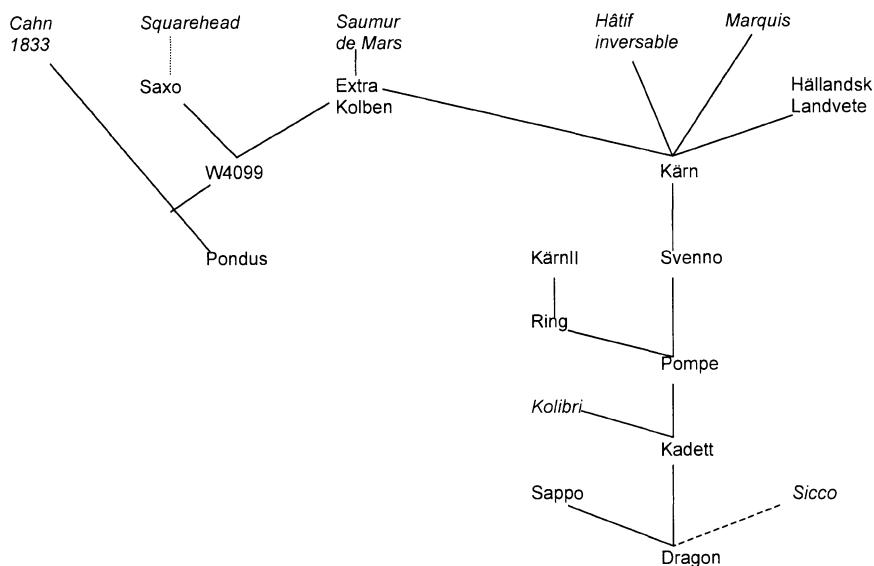 Cahn
1833
Squarehead
Saumur
de Mars
Hâtif
inversable
Marquis
Saxo
Extra
Kolben
Hällandsk
Landvete
W4099
Kärn
Pondus
KärnII
Svenno
Ring
Pompe
Kolibri
Kadett
Sappo
Sicco
Dragon